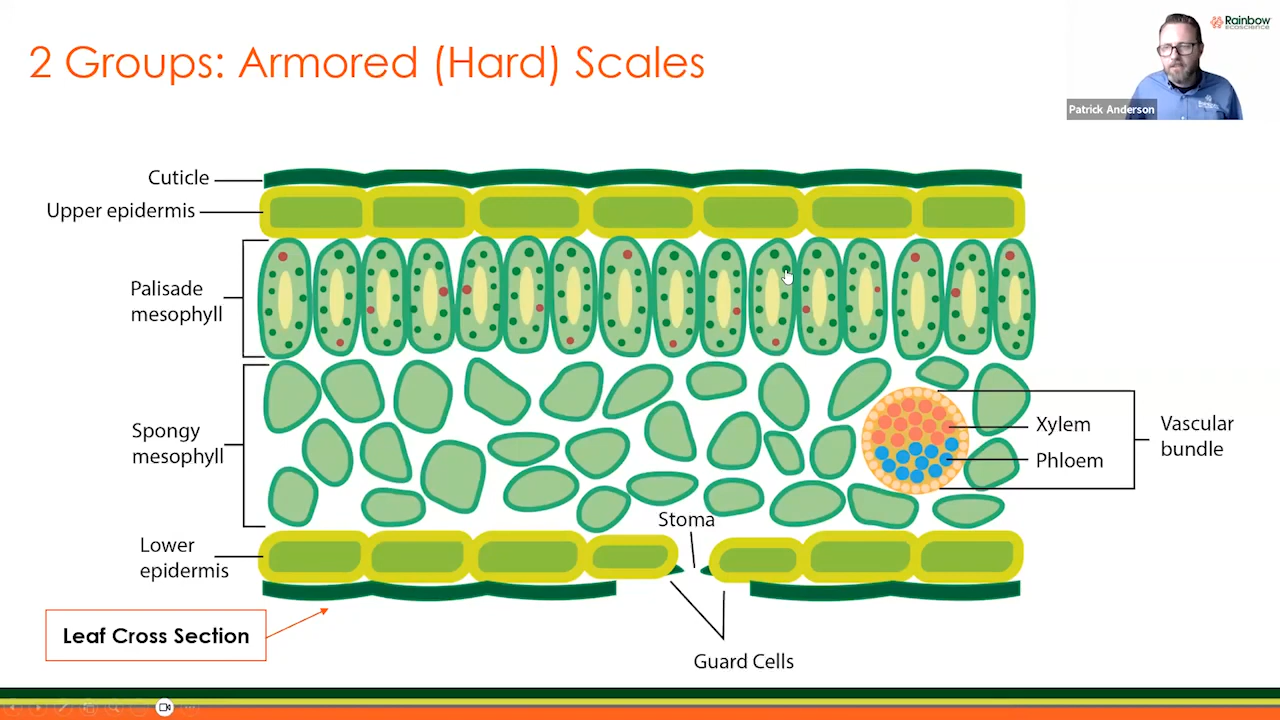 2 Groups: Armored (Hard) Scales
Rainbow
ecoscience
Patrick Anderson
Cuticle
Upper epidermis
Palisade
mesophyll
Spongy
mesophyll
Xylem
Phloem
Vascular
bundle
Stoma
Lower
epidermis
Leaf Cross Section
Guard Cells